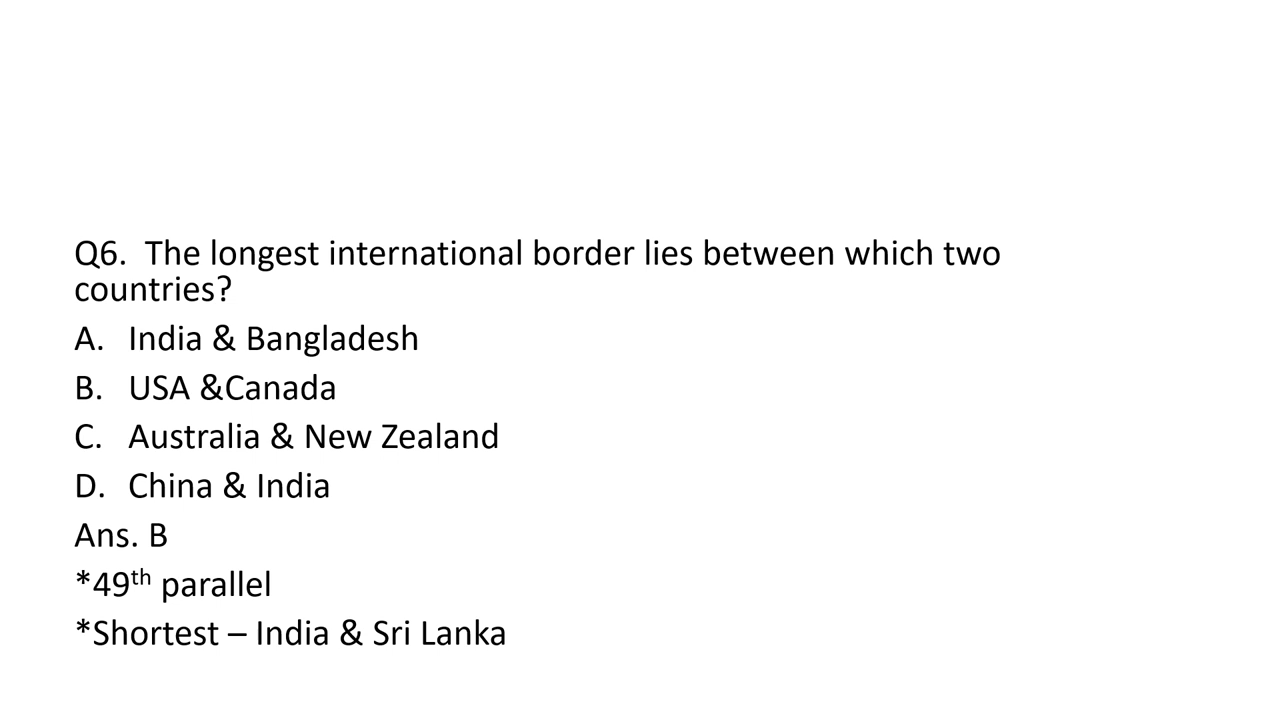 Q6.  The longest international border lies between which two
countries?
A.   India & Bangladesh
B.   USA &Canada
C.   Australia & New Zealand
D.   China & India
Ans. B
*49th parallel
*Shortest – India & Sri Lanka